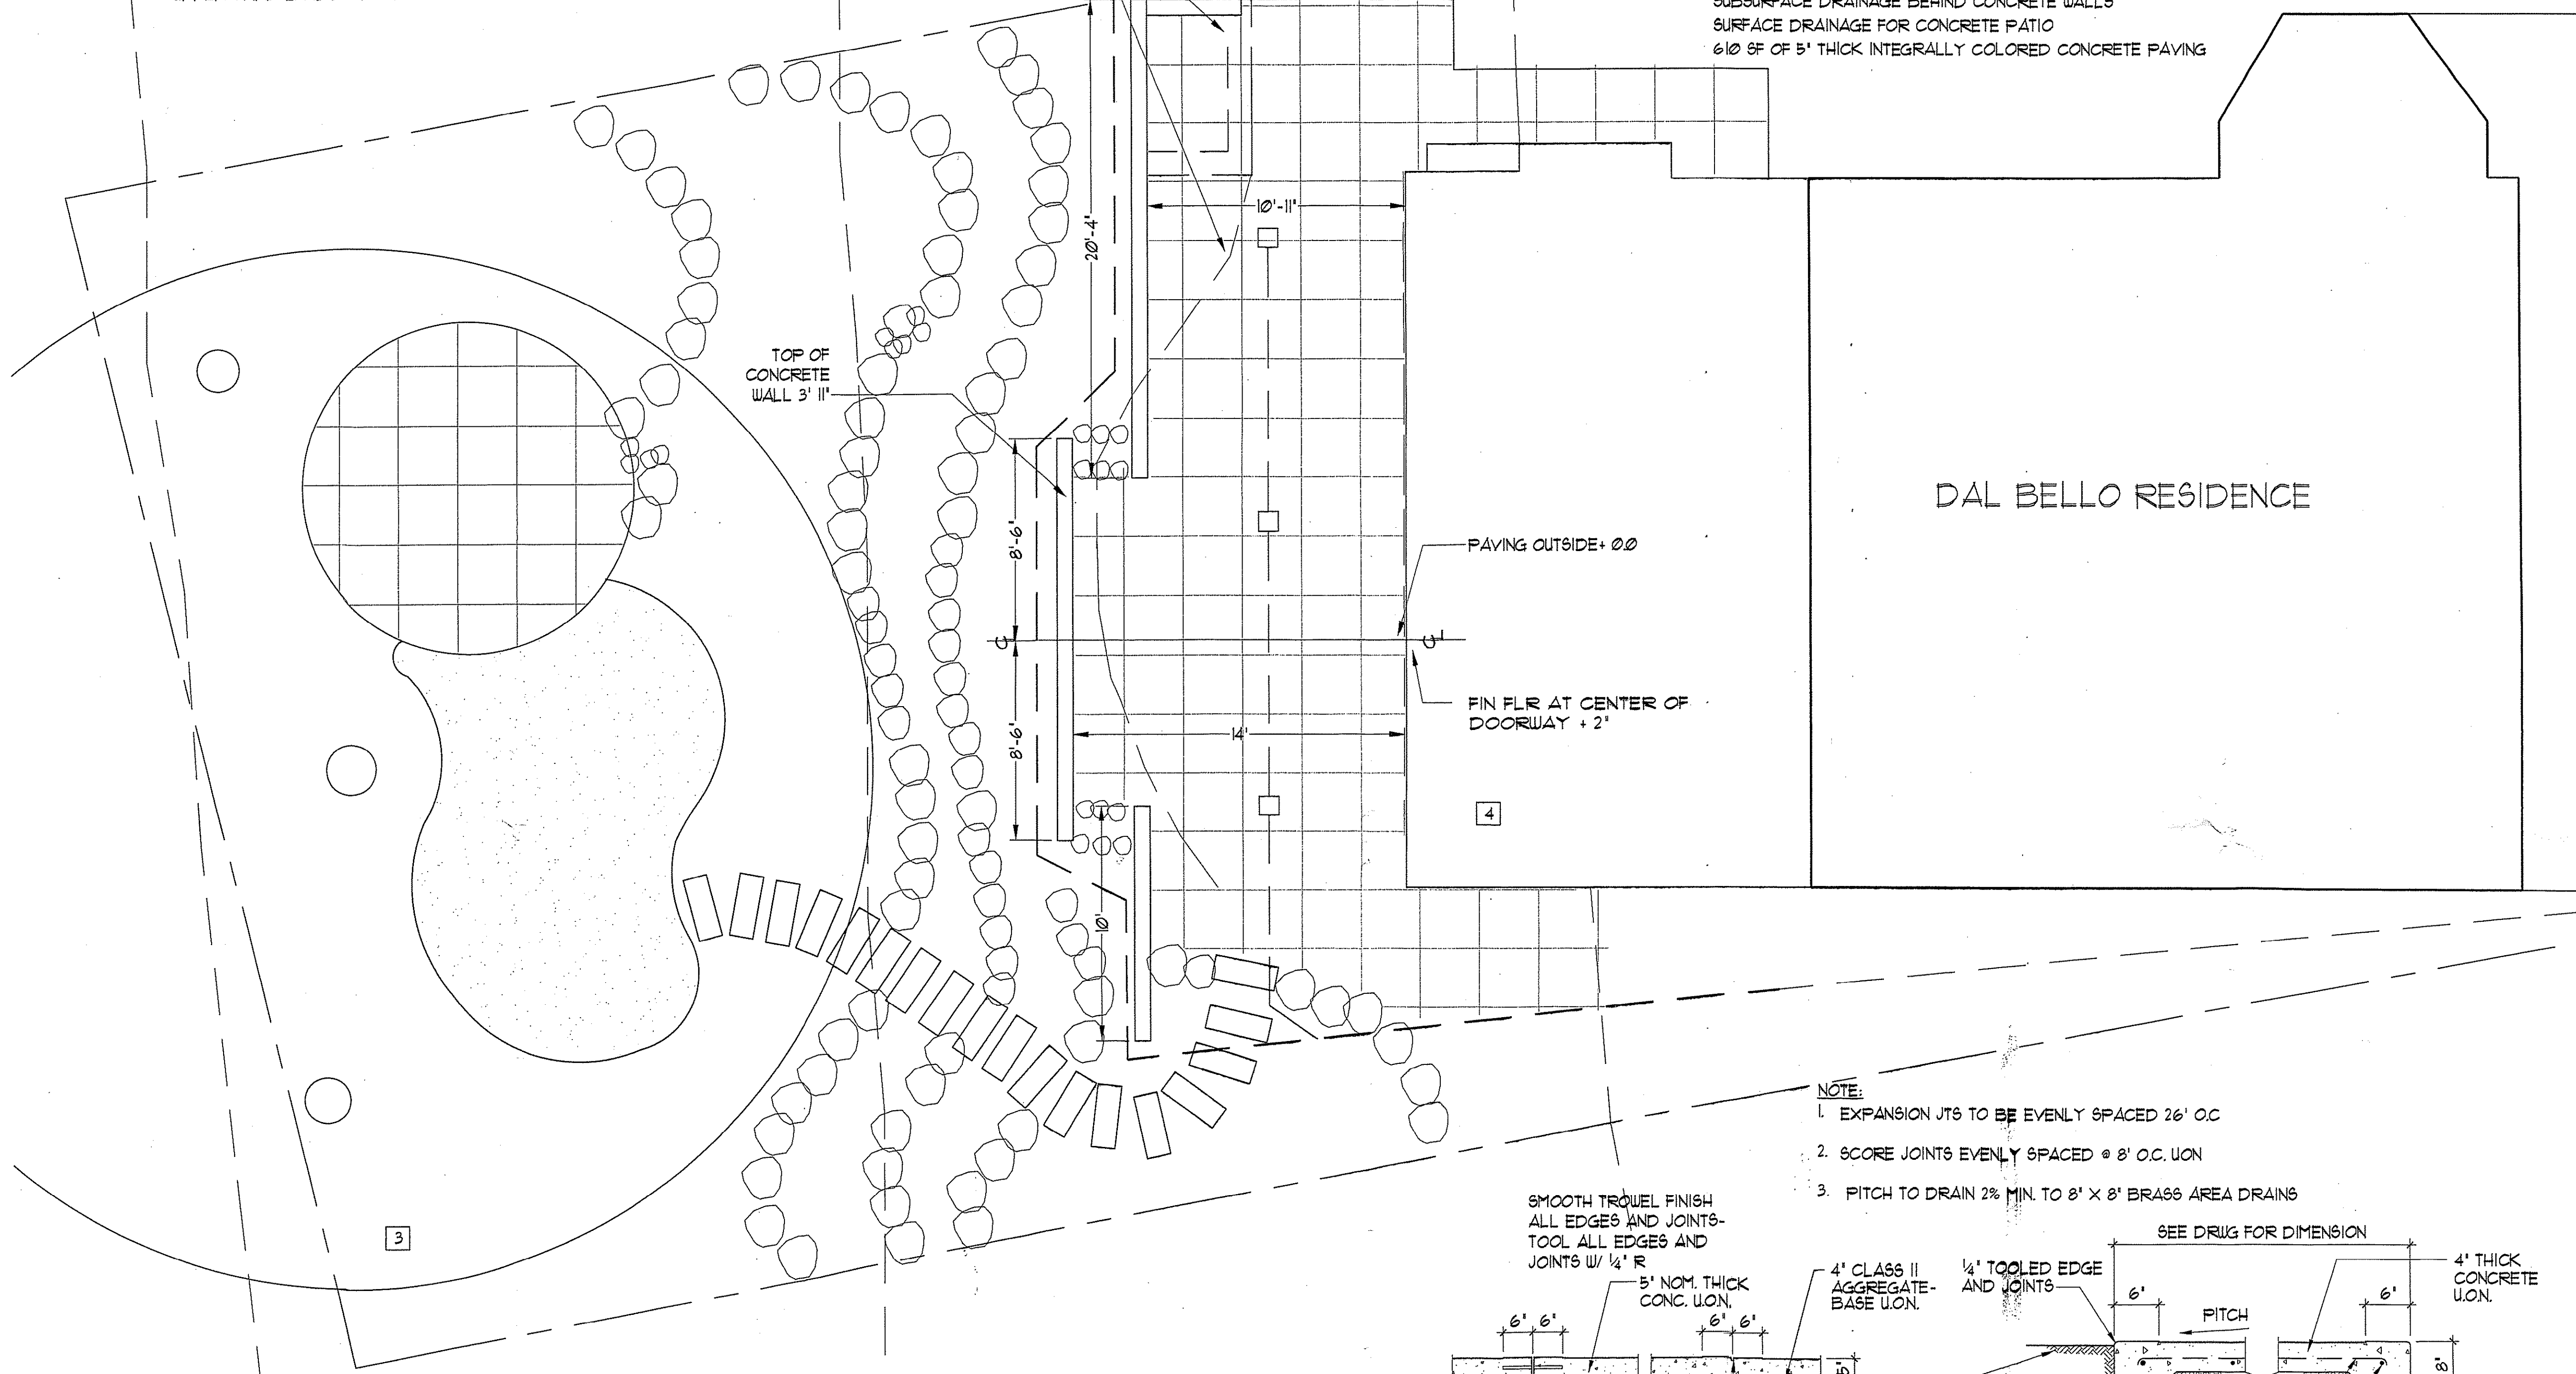 SUBSURFACE DRAINAGE BEHIND CONCRETE WALLS
SURFACE DRAINAGE FOR CONCRETE PATIO
610 SF OF 5" THICK INTEGRALLY COLORED CONCRETE PAVING
10'-11"
20'-4"
TOP OF
CONCRETE
WALL 3' 11"
DAL BELLO RESIDENCE
8'-6"
PAVING OUTSIDE+ 0.0
CL
CL
FIN FLR AT CENTER OF
DOORWAY + 2"
14'
8'-6"
4
10'
NOTE:
1. EXPANSION JTS TO BE EVENLY SPACED 26' O.C
2. SCORE JOINTS EVENLY SPACED @ 8' O.C. UON
3. PITCH TO DRAIN 2% MIN. TO 8" X 8" BRASS AREA DRAINS
3
SMOOTH TROWEL FINISH
ALL EDGES AND JOINTS-
TOOL ALL EDGES AND
JOINTS W/ 1/4" R
5" NOM. THICK
CONC. U.O.N.
4" CLASS II
AGGREGATE-
BASE U.O.N.
6" 6"
6" 6"
5"
SEE DRWG FOR DIMENSION
1/4" TOOLED EDGE
AND JOINTS
6"
PITCH
6"
4" THICK
CONCRETE
U.O.N.
8"